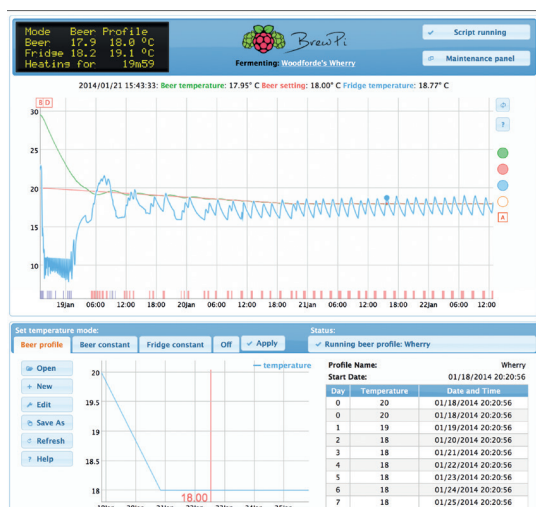 Mode   Beer Profile
Beer   17.9  18.0 ºC
Fridge 18.2  19.1 ºC
Heating for   19m59
BrewPi
Fermenting: Woodforde's Wherry
Script running
Maintenance panel
2014/01/21 15:43:33: Beer temperature: 17.95° C Beer setting: 18.00° C Fridge temperature: 18.77° C
B D
30
25
20
15
10
A
19Jan 06:00 12:00 18:00 20Jan 06:00 12:00 18:00 21Jan 06:00 12:00 18:00 22Jan 06:00 12:00
Set temperature mode:
Status:
Beer profile Beer constant Fridge constant Off Apply
Running beer profile: Wherry
Open
+ New
Edit
Save As
Refresh
? Help
temperature
20
19.5
19
18.5
18
18.00
Profile Name: Wherry
Start Date: 01/18/2014 20:20:56
Day Temperature Date and Time
0 20 01/18/2014 20:20:56
0 20 01/18/2014 20:20:56
1 19 01/19/2014 20:20:56
2 18 01/20/2014 20:20:56
3 18 01/21/2014 20:20:56
4 18 01/22/2014 20:20:56
5 18 01/23/2014 20:20:56
6 18 01/24/2014 20:20:56
7 18 01/25/2014 20:20:56